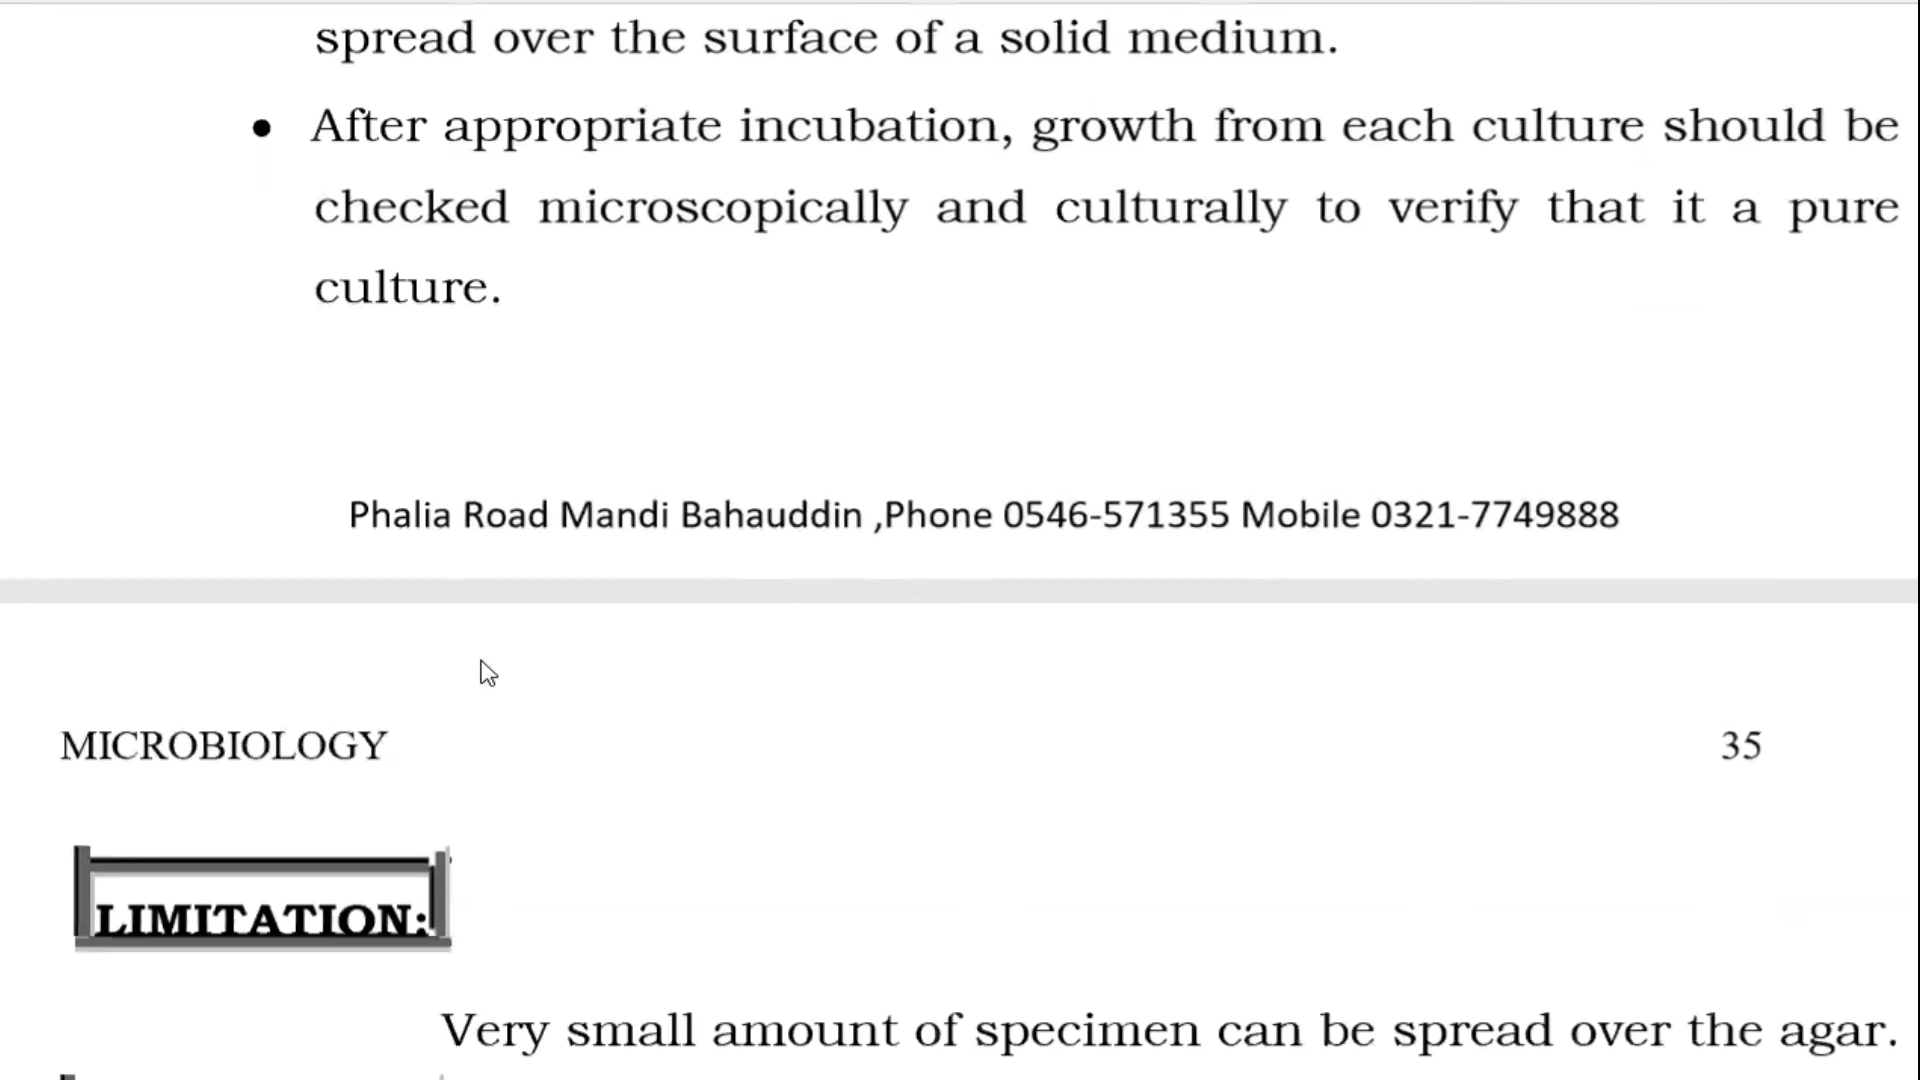 spread over the surface of a solid medium.
• After appropriate incubation, growth from each culture should be
checked microscopically and culturally to verify that it a pure
culture.
Phalia Road Mandi Bahauddin ,Phone 0546-571355 Mobile 0321-7749888
MICROBIOLOGY 35
LIMITATION:
Very small amount of specimen can be spread over the agar.